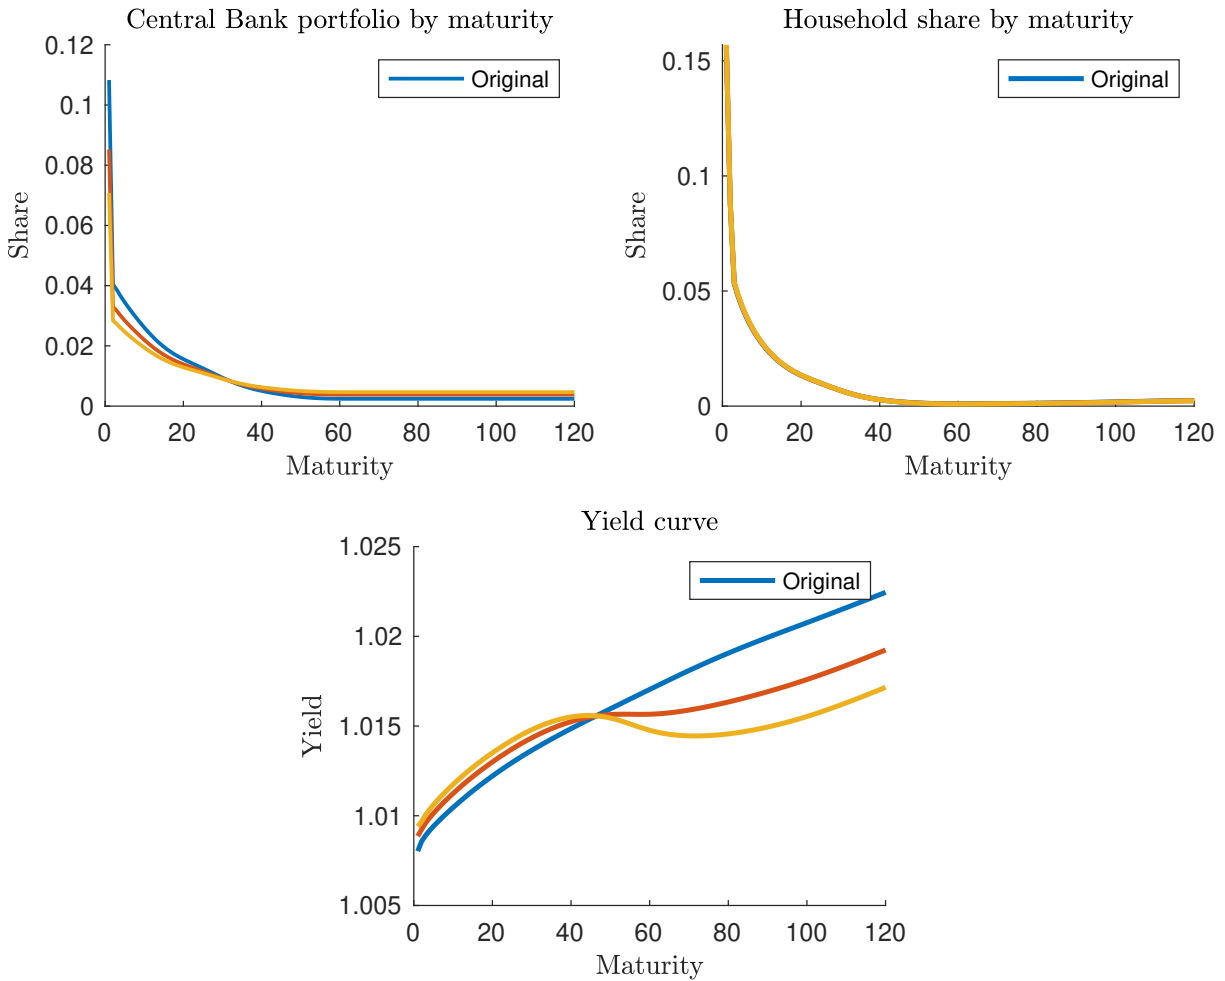 Central Bank portfolio by maturity
0.12
0.1
0.08
0.06
0.04
0.02
0
Share
Original
0 20 40 60 80 100 120
Maturity
Household share by maturity
0.15
0.1
0.05
0
Share
Original
0 20 40 60 80 100 120
Maturity
Yield curve
1.025
1.02
1.015
1.01
1.005
Yield
Original
0 20 40 60 80 100 120
Maturity